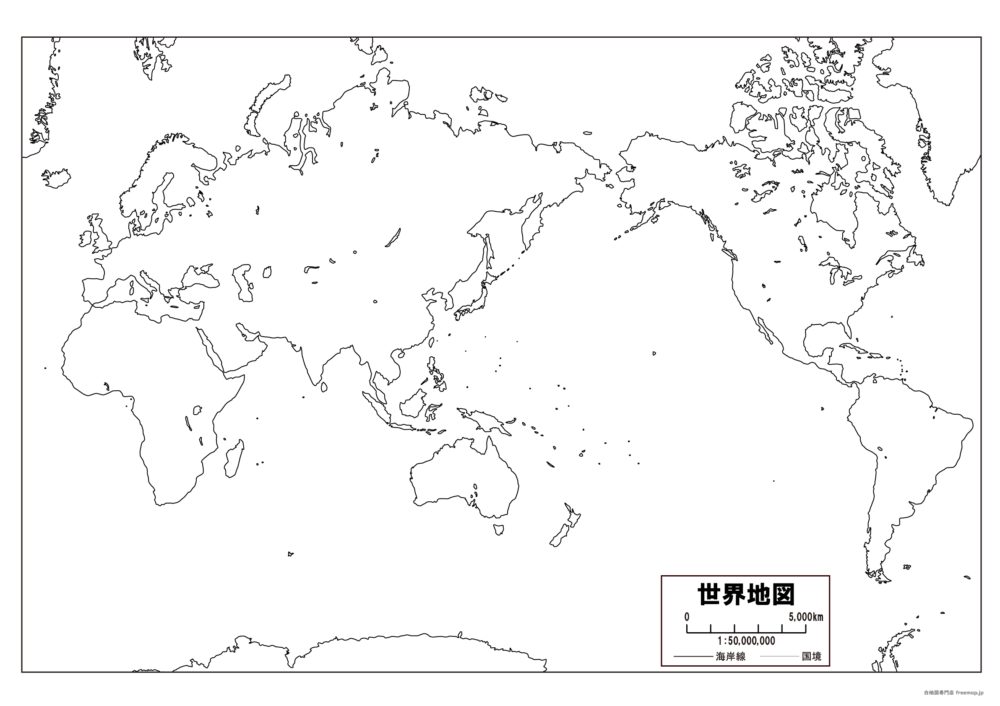 世界地図
0 5,000km
1:50,000,000
海岸線 国境
白地図専門店 freemap.jp